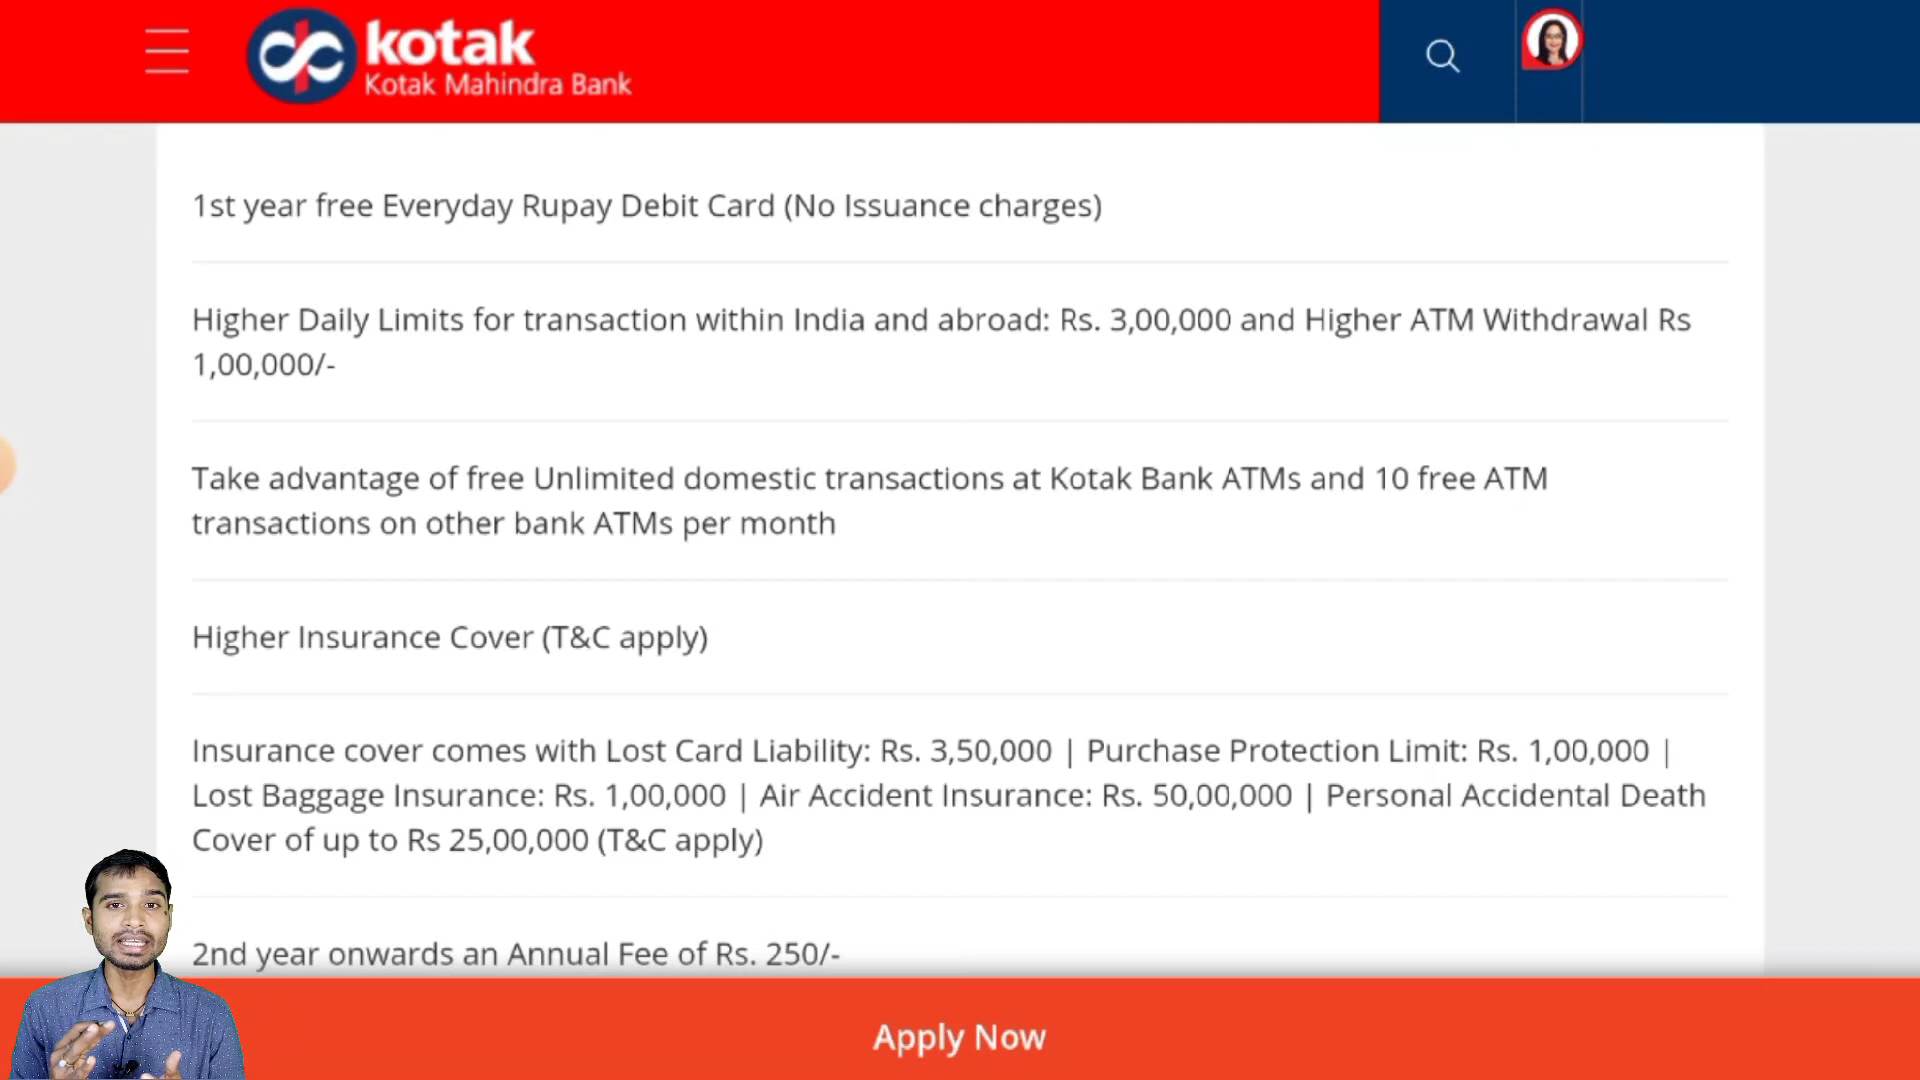 kotak
Kotak Mahindra Bank
1st year free Everyday Rupay Debit Card (No Issuance charges)
Higher Daily Limits for transaction within India and abroad: Rs. 3,00,000 and Higher ATM Withdrawal Rs
1,00,000/-
Take advantage of free Unlimited domestic transactions at Kotak Bank ATMs and 10 free ATM
transactions on other bank ATMs per month
Higher Insurance Cover (T&C apply)
Insurance cover comes with Lost Card Liability: Rs. 3,50,000 | Purchase Protection Limit: Rs. 1,00,000 |
Lost Baggage Insurance: Rs. 1,00,000 | Air Accident Insurance: Rs. 50,00,000 | Personal Accidental Death
Cover of up to Rs 25,00,000 (T&C apply)
2nd year onwards an Annual Fee of Rs. 250/-
Apply Now